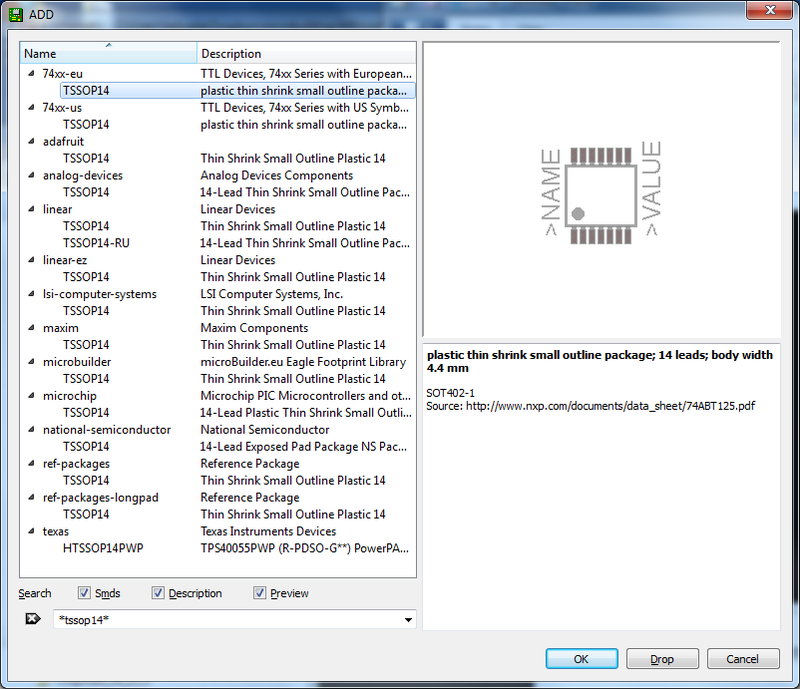 ADD
Name Description
74xx-eu TTL Devices, 74xx Series with European...
TSSOP14 plastic thin shrink small outline packa...
74xx-us TTL Devices, 74xx Series with US Symb...
TSSOP14 plastic thin shrink small outline packa...
adafruit
TSSOP14 Thin Shrink Small Outline Plastic 14
analog-devices Analog Devices Components
TSSOP14 14-Lead Thin Shrink Small Outline Pac...
linear Linear Devices
TSSOP14 Thin Shrink Small Outline Plastic 14
TSSOP14-RU 14-Lead Thin Shrink Small Outline Pac...
linear-ez Linear Devices
TSSOP14 Thin Shrink Small Outline Plastic 14
lsi-computer-systems LSI Computer Systems, Inc.
TSSOP14 Thin Shrink Small Outline Plastic 14
maxim Maxim Components
TSSOP14 Thin Shrink Small Outline Plastic 14
microbuilder microBuilder.eu Eagle Footprint Library
TSSOP14 Thin Shrink Small Outline Plastic 14
microchip Microchip PIC Microcontrollers and ot...
TSSOP14 14-Lead Plastic Thin Shrink Small Outli...
national-semiconductor National Semiconductor
TSSOP14 14-Lead Exposed Pad Package NS Pac...
ref-packages Reference Package
TSSOP14 Thin Shrink Small Outline Plastic 14
ref-packages-longpad Reference Package
TSSOP14 Thin Shrink Small Outline Plastic 14
texas Texas Instruments Devices
HTSSOP14PWP TPS40055PWP (R-PDSO-G**) PowerPA...
>NAME
>VALUE
plastic thin shrink small outline package; 14 leads; body width
4.4 mm
SOT402-1
Source: http://www.nxp.com/documents/data_sheet/74ABT125.pdf
Search Smds Description Preview
*tssop14*
OK Drop Cancel